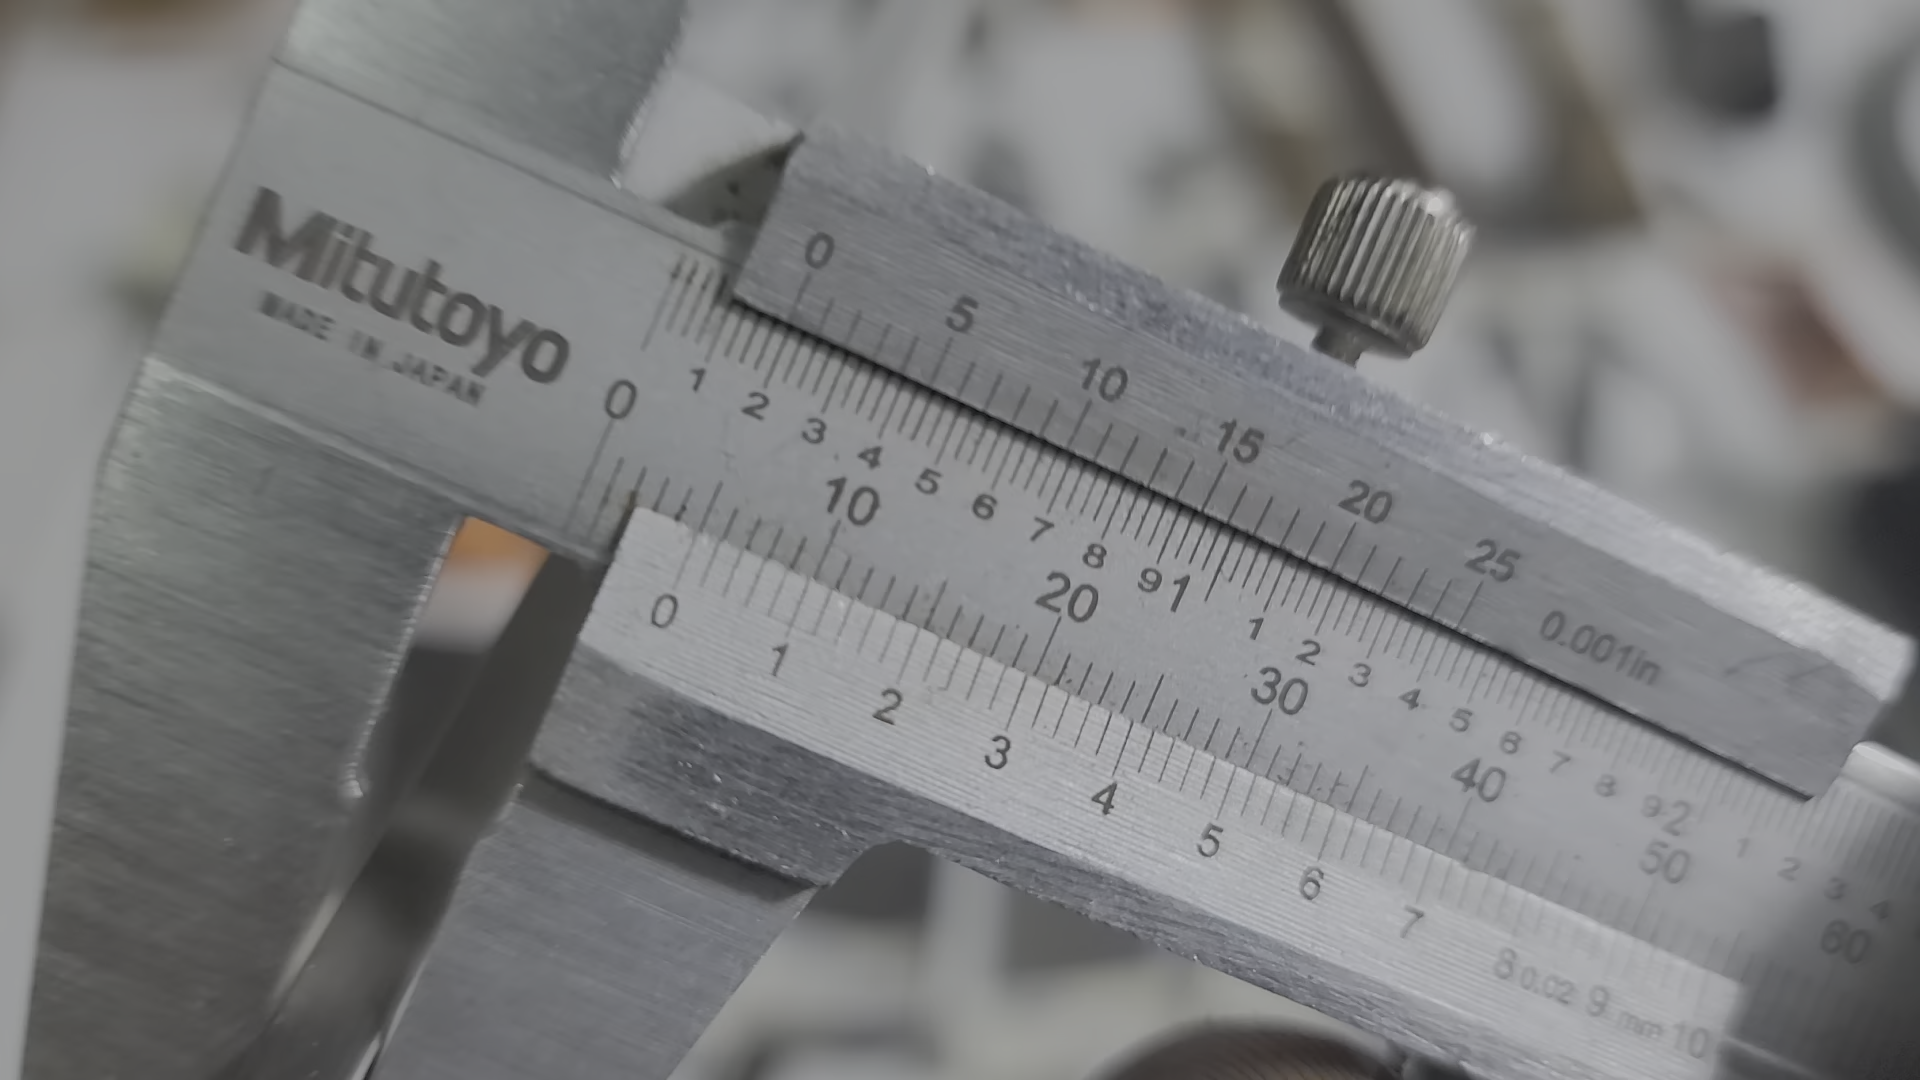 Mitutoyo
MADE IN JAPAN
0 5 10 15 20 25 0.001in
0 1 2 3 4 5 6 7 8 9 1 1 2 3 4 5 6 7 8 9 2 1 2 3 4
10 20 30 40 50 60
0 1 2 3 4 5 6 7 8 0.02 9 mm 10